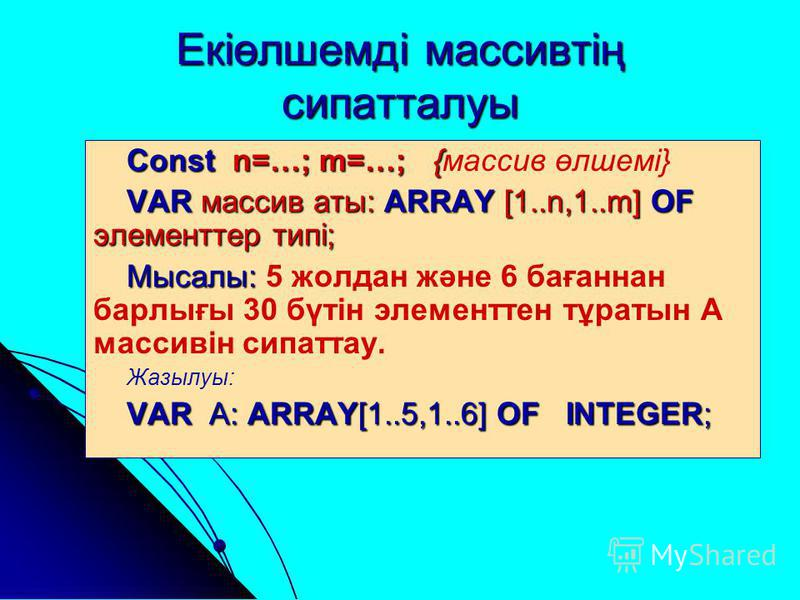 Екіөлшемді массивтің
сипатталуы
Const n=…; m=…; {массив өлшемі}
VAR массив аты: ARRAY [1..n,1..m] OF
элементтер типі;
Мысалы: 5 жолдан және 6 бағаннан
барлығы 30 бүтін элементтен тұратын А
массивін сипаттау.
Жазылуы:
VAR A: ARRAY[1..5,1..6] OF INTEGER;
MyShared